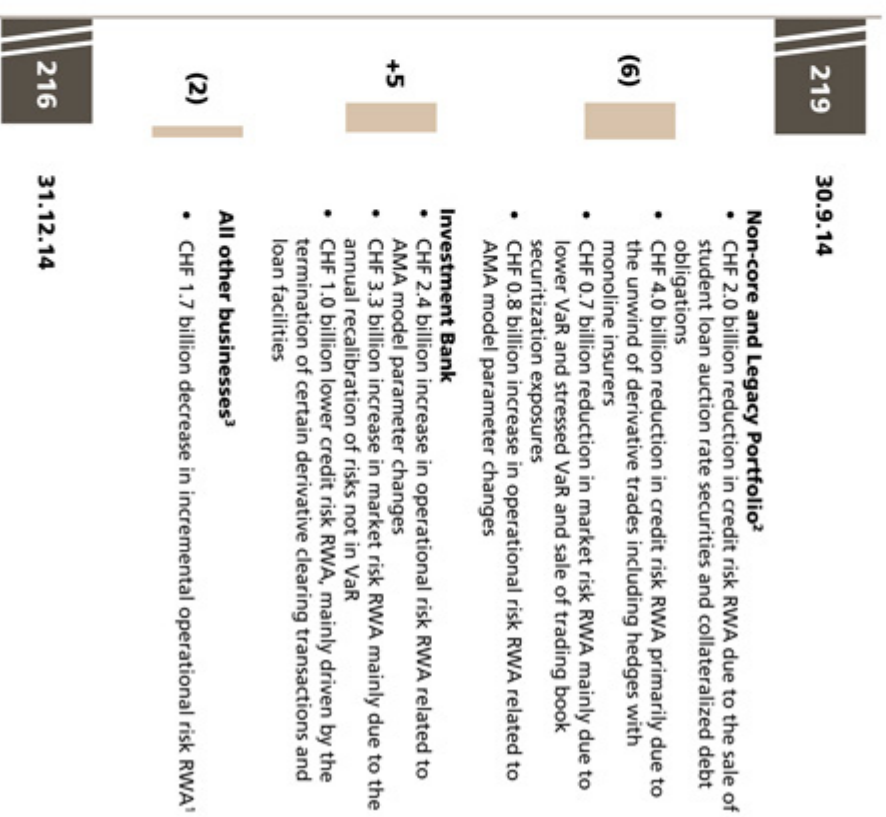 219
30.9.14
(6)
Non-core and Legacy Portfolio²
• CHF 2.0 billion reduction in credit risk RWA due to the sale of
student loan auction rate securities and collateralized debt
obligations
• CHF 4.0 billion reduction in credit risk RWA primarily due to
the unwind of derivative trades including hedges with
monoline insurers
• CHF 0.7 billion reduction in market risk RWA mainly due to
lower VaR and stressed VaR and sale of trading book
securitization exposures
• CHF 0.8 billion increase in operational risk RWA related to
AMA model parameter changes
+5
Investment Bank
• CHF 2.4 billion increase in operational risk RWA related to
AMA model parameter changes
• CHF 3.3 billion increase in market risk RWA mainly due to the
annual recalibration of risks not in VaR
• CHF 1.0 billion lower credit risk RWA, mainly driven by the
termination of certain derivative clearing transactions and
loan facilities
(2)
All other businesses³
• CHF 1.7 billion decrease in incremental operational risk RWA¹
216
31.12.14